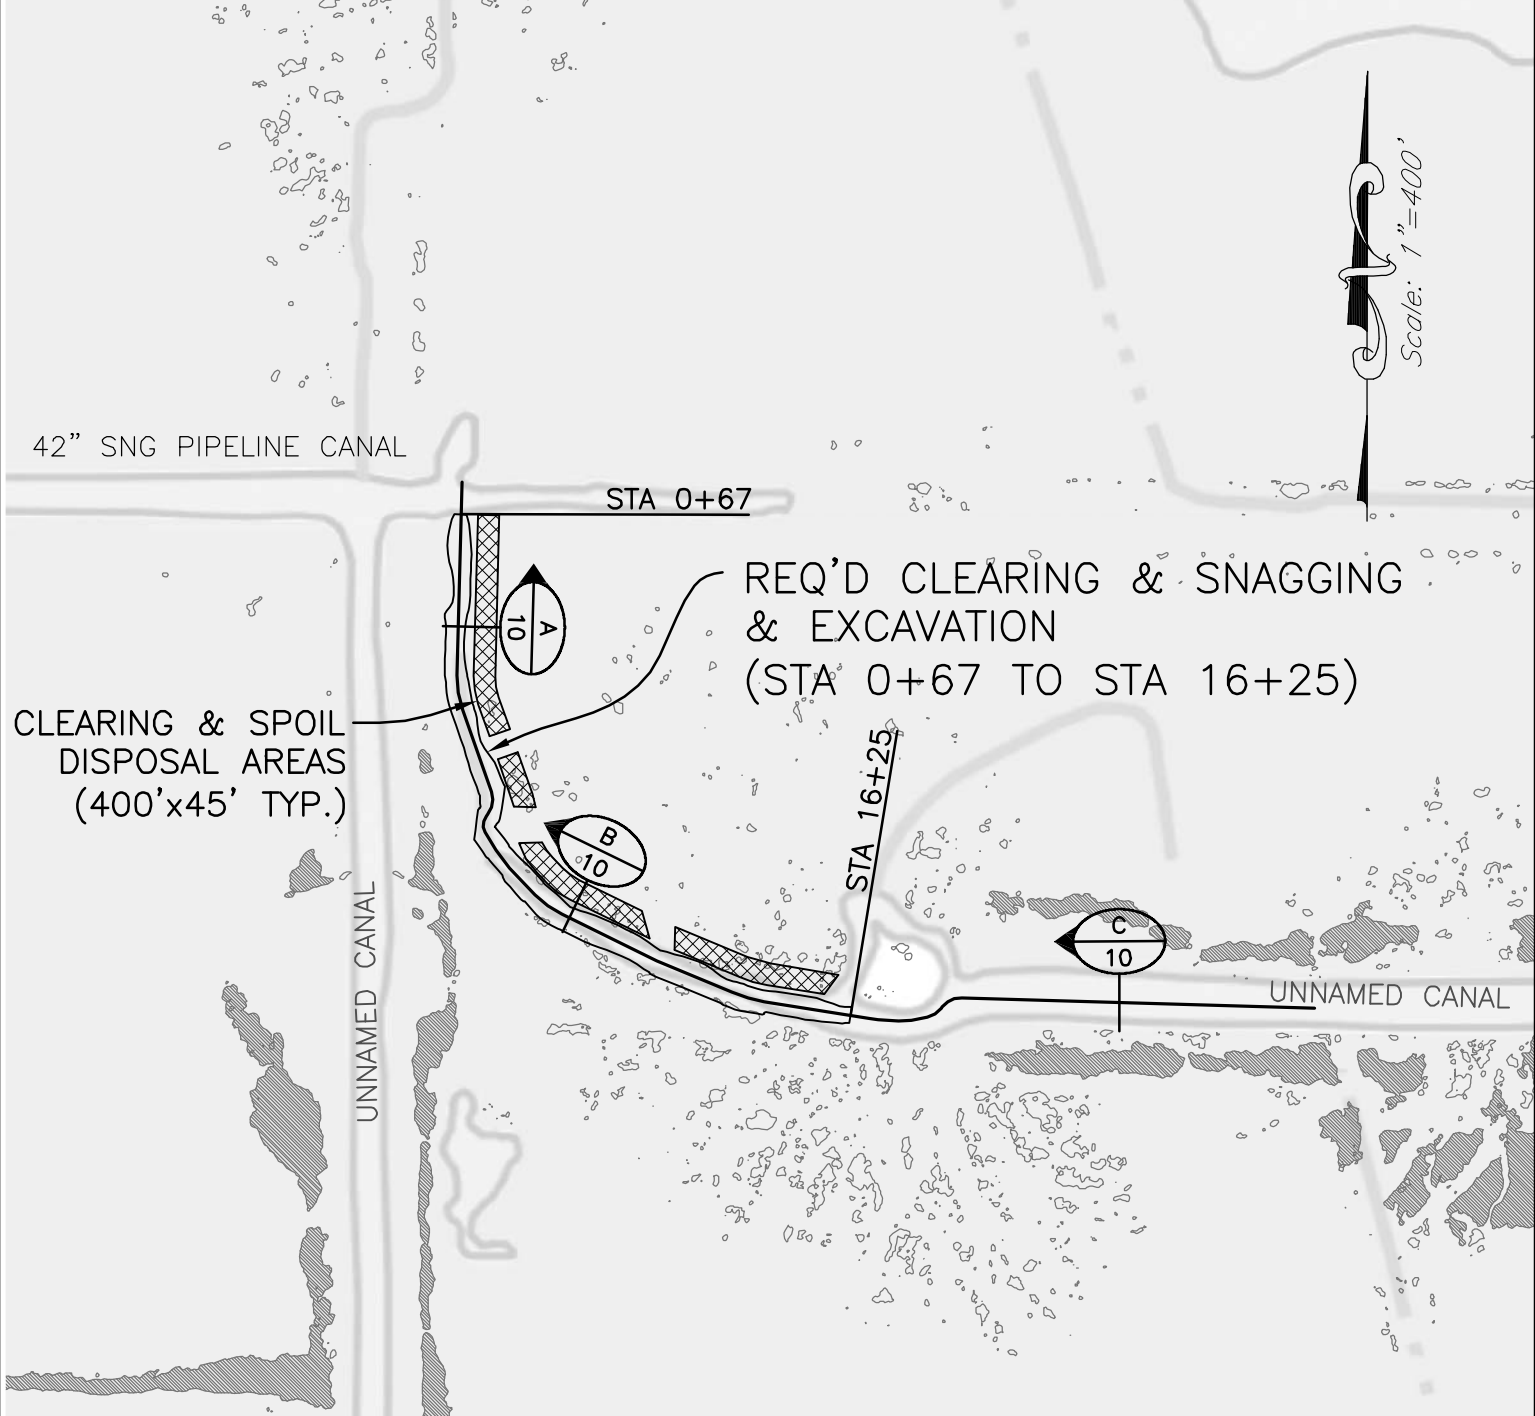 Scale: 1"=400'
42" SNG PIPELINE CANAL
STA 0+67
REQ'D CLEARING & SNAGGING
& EXCAVATION
(STA 0+67 TO STA 16+25)
A
10
CLEARING & SPOIL
DISPOSAL AREAS
(400'x45' TYP.)
STA 16+25
B
10
C
10
UNNAMED CANAL
UNNAMED CANAL